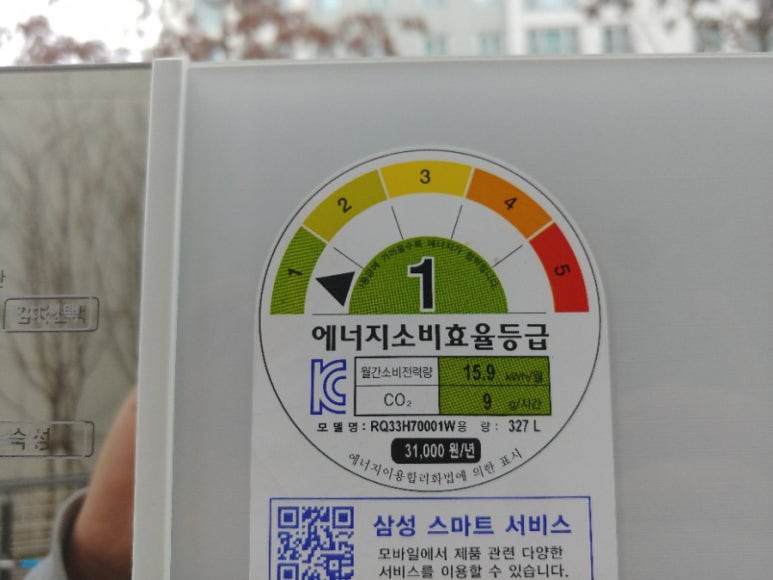 1
2
3
4
5
1
에너지소비효율등급
월간소비전력량 15.9 kWh/월
CO₂ 9 g/시간
모델명: RQ33H70001W 용 량: 327 L
31,000 원/년
에너지이용합리화법에 의한 표시
삼성 스마트 서비스
모바일에서 제품 관련 다양한
서비스를 이용할 수 있습니다.
숙성